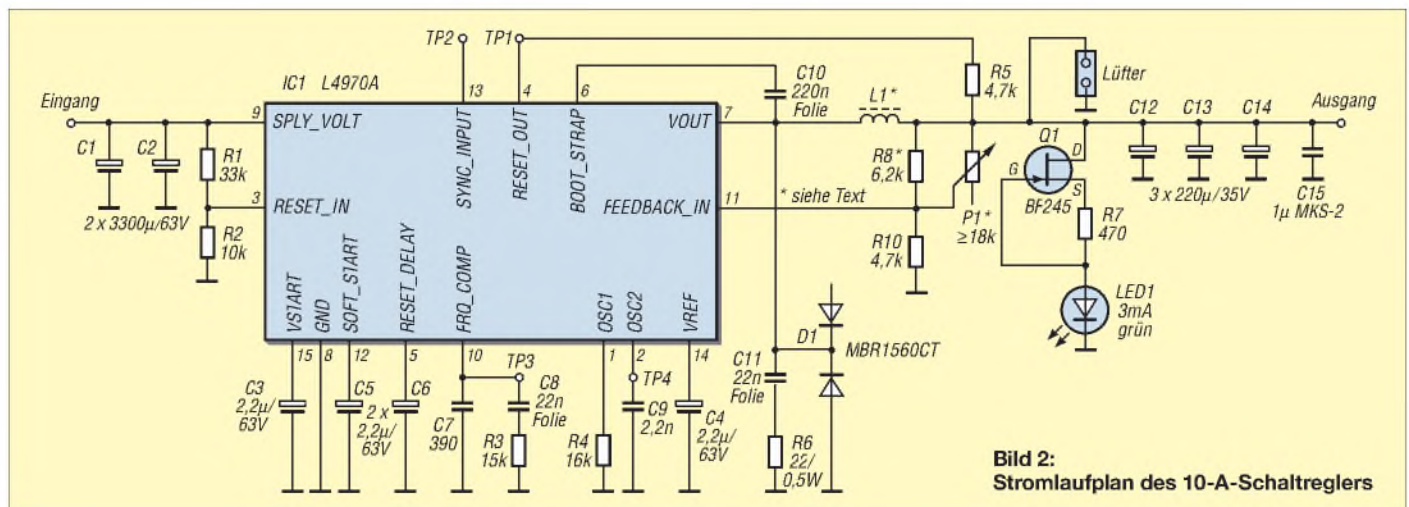 TP2
TP1
IC1 L4970A
Eingang
13
4
6
C10
220n
Folie
L1*
R5
4,7k
Lüfter
C12
C13
C14
Ausgang
9
SPLY_VOLT
SYNC_INPUT
RESET_OUT
BOOT_STRAP
VOUT
7
C1
C2
R1
33k
R8*
6,2k
Q1
D
G
S
BF245
3
RESET_IN
FEEDBACK_IN
11
* siehe Text
P1*
≥18k
3 x 220µ/35V
C15
1µ MKS-2
2 x 3300µ/63V
R2
10k
R10
4,7k
R7
470
VSTART
GND
SOFT_START
RESET_DELAY
FRQ_COMP
OSC1
OSC2
VREF
LED1
3mA
grün
15
8
12
5
10
1
2
14
D1
MBR1560CT
TP3
TP4
C3
2,2µ/
63V
C5
C6
2 x
2,2µ/
63V
C7
390
C8
22n
Folie
R3
15k
R4
16k
C9
2,2n
C4
2,2µ/
63V
C11
22n
Folie
R6
22/
0,5W
Bild 2:
Stromlaufplan des 10-A-Schaltreglers